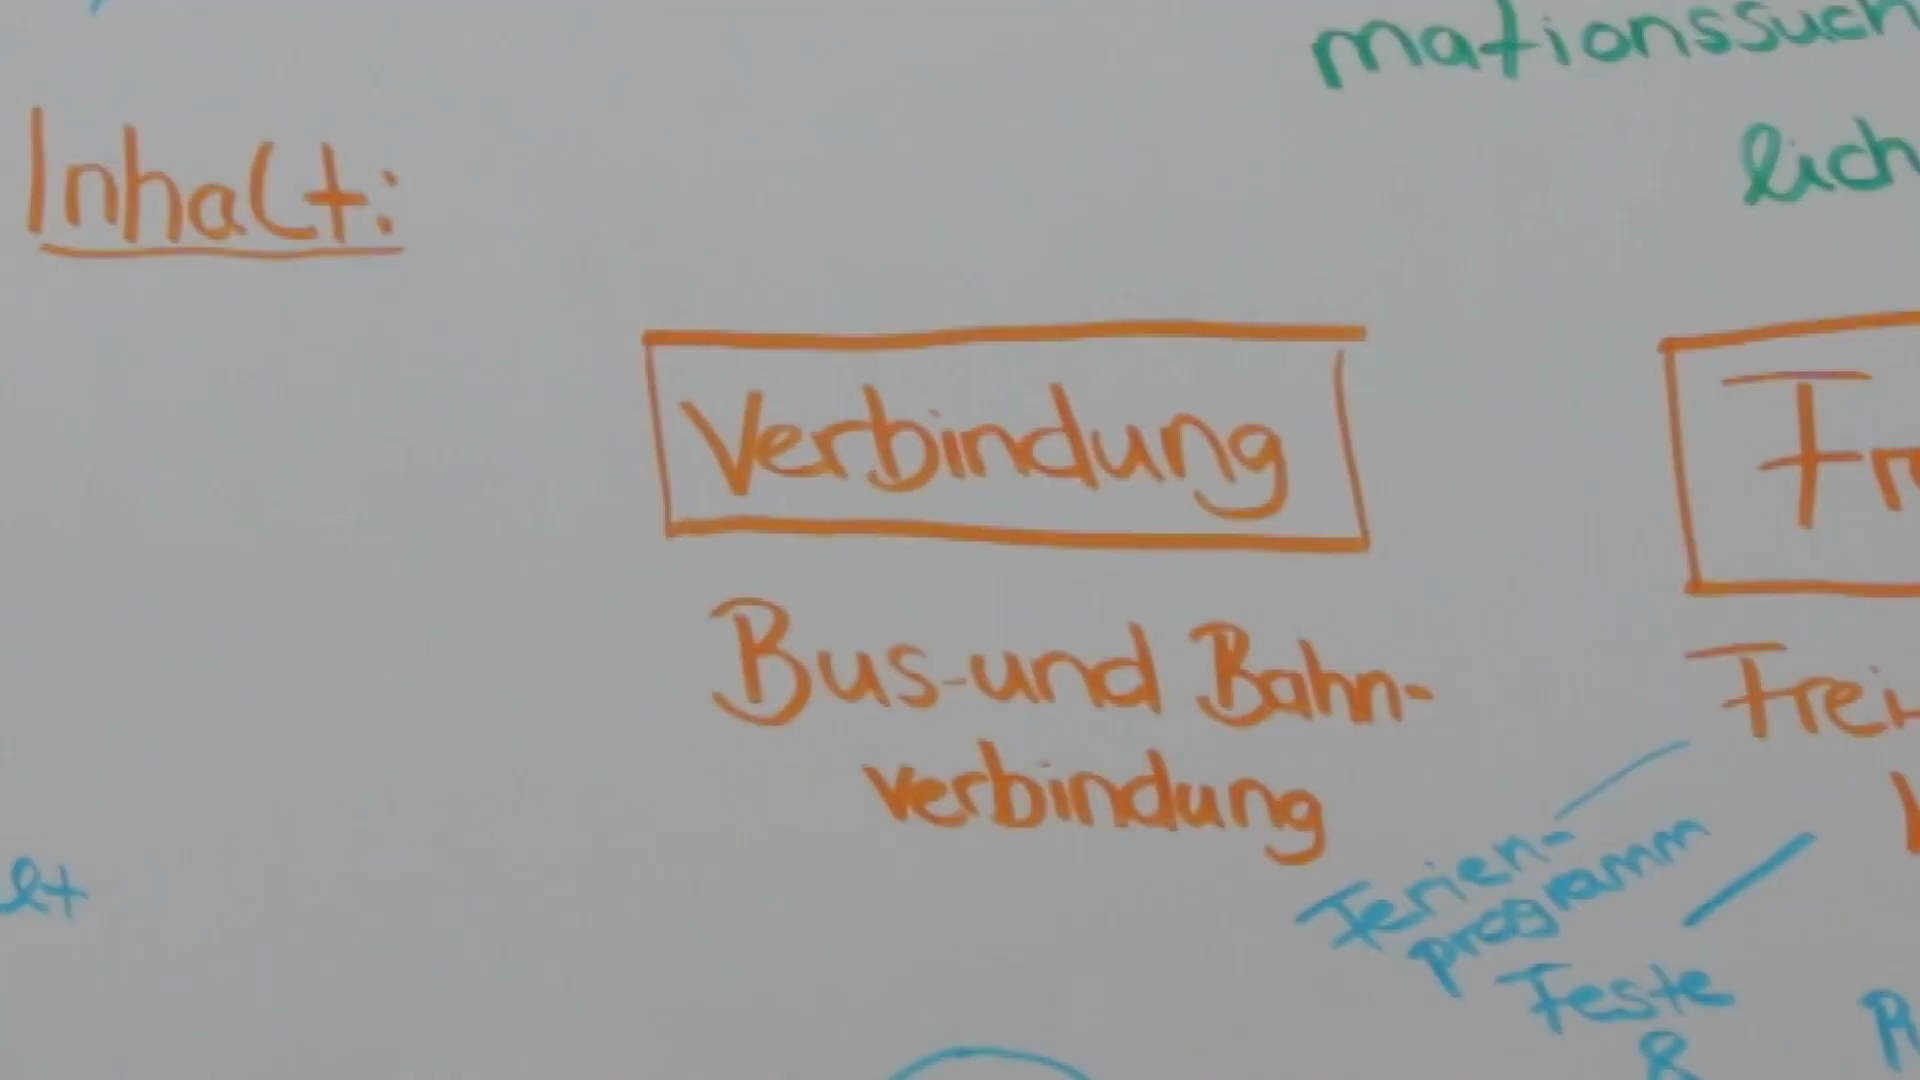 mationssuch
lich
Inhalt:
Verbindung
Bus-und Bahn-
verbindung
Ferien-
programm
Feste
&